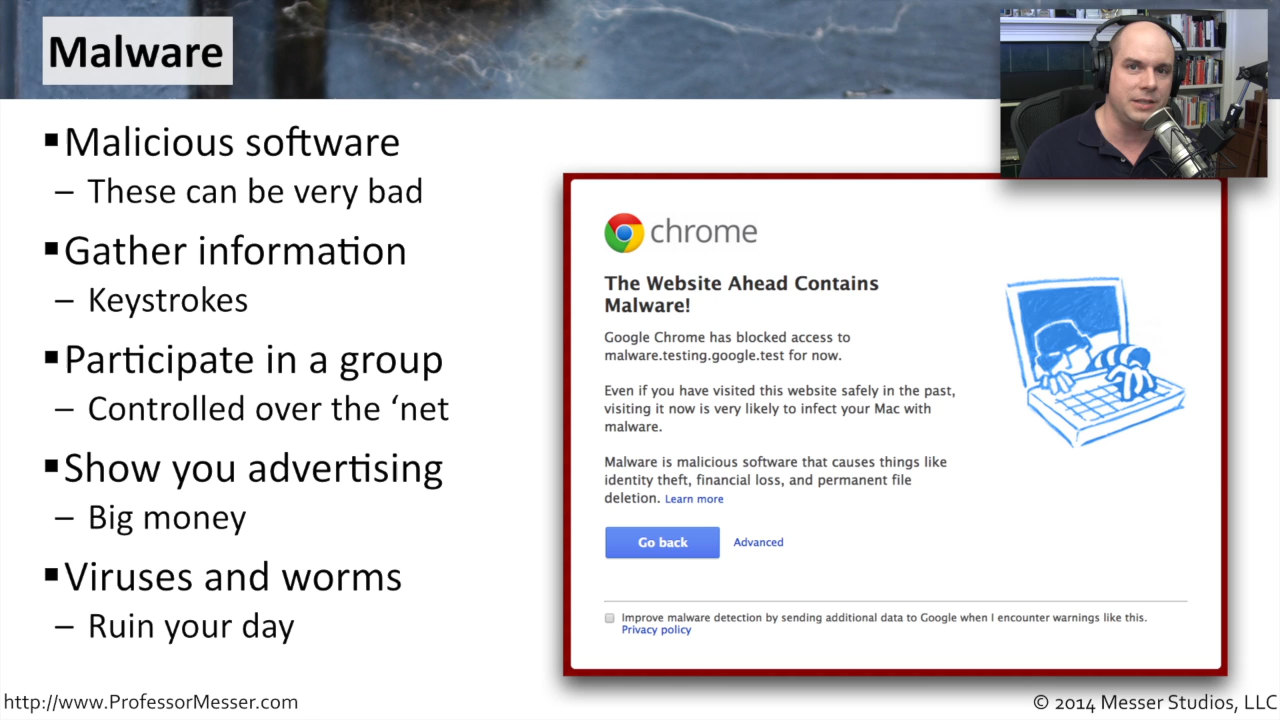 Malware
▪Malicious software
– These can be very bad
▪Gather information
– Keystrokes
▪Participate in a group
– Controlled over the ‘net
▪Show you advertising
– Big money
▪Viruses and worms
– Ruin your day
chrome
The Website Ahead Contains
Malware!
Google Chrome has blocked access to
malware.testing.google.test for now.
Even if you have visited this website safely in the past,
visiting it now is very likely to infect your Mac with
malware.
Malware is malicious software that causes things like
identity theft, financial loss, and permanent file
deletion. Learn more
Go back
Advanced
Improve malware detection by sending additional data to Google when I encounter warnings like this.
Privacy policy
http://www.ProfessorMesser.com
© 2014 Messer Studios, LLC